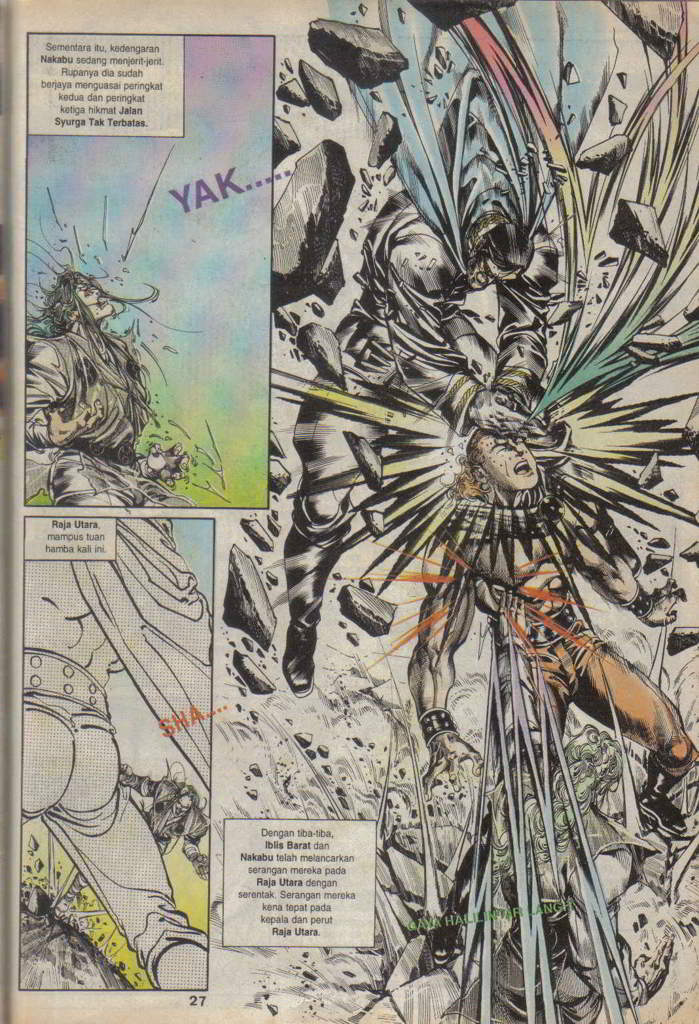 Sementara itu, kedengaran
Nakabu sedang menjerit-jerit.
Rupanya dia sudah
berjaya menguasai peringkat
kedua dan peringkat
ketiga hikmat Jalan
Syurga Tak Terbatas.
YAK.....
Raja Utara,
mampus tuan
hamba kali ini.
SHA.....
Dengan tiba-tiba,
Iblis Barat dan
Nakabu telah melancarkan
serangan mereka pada
Raja Utara dengan
serentak. Serangan mereka
kena tepat pada
kepala dan perut
Raja Utara.
GAYA HALILINTAR
27